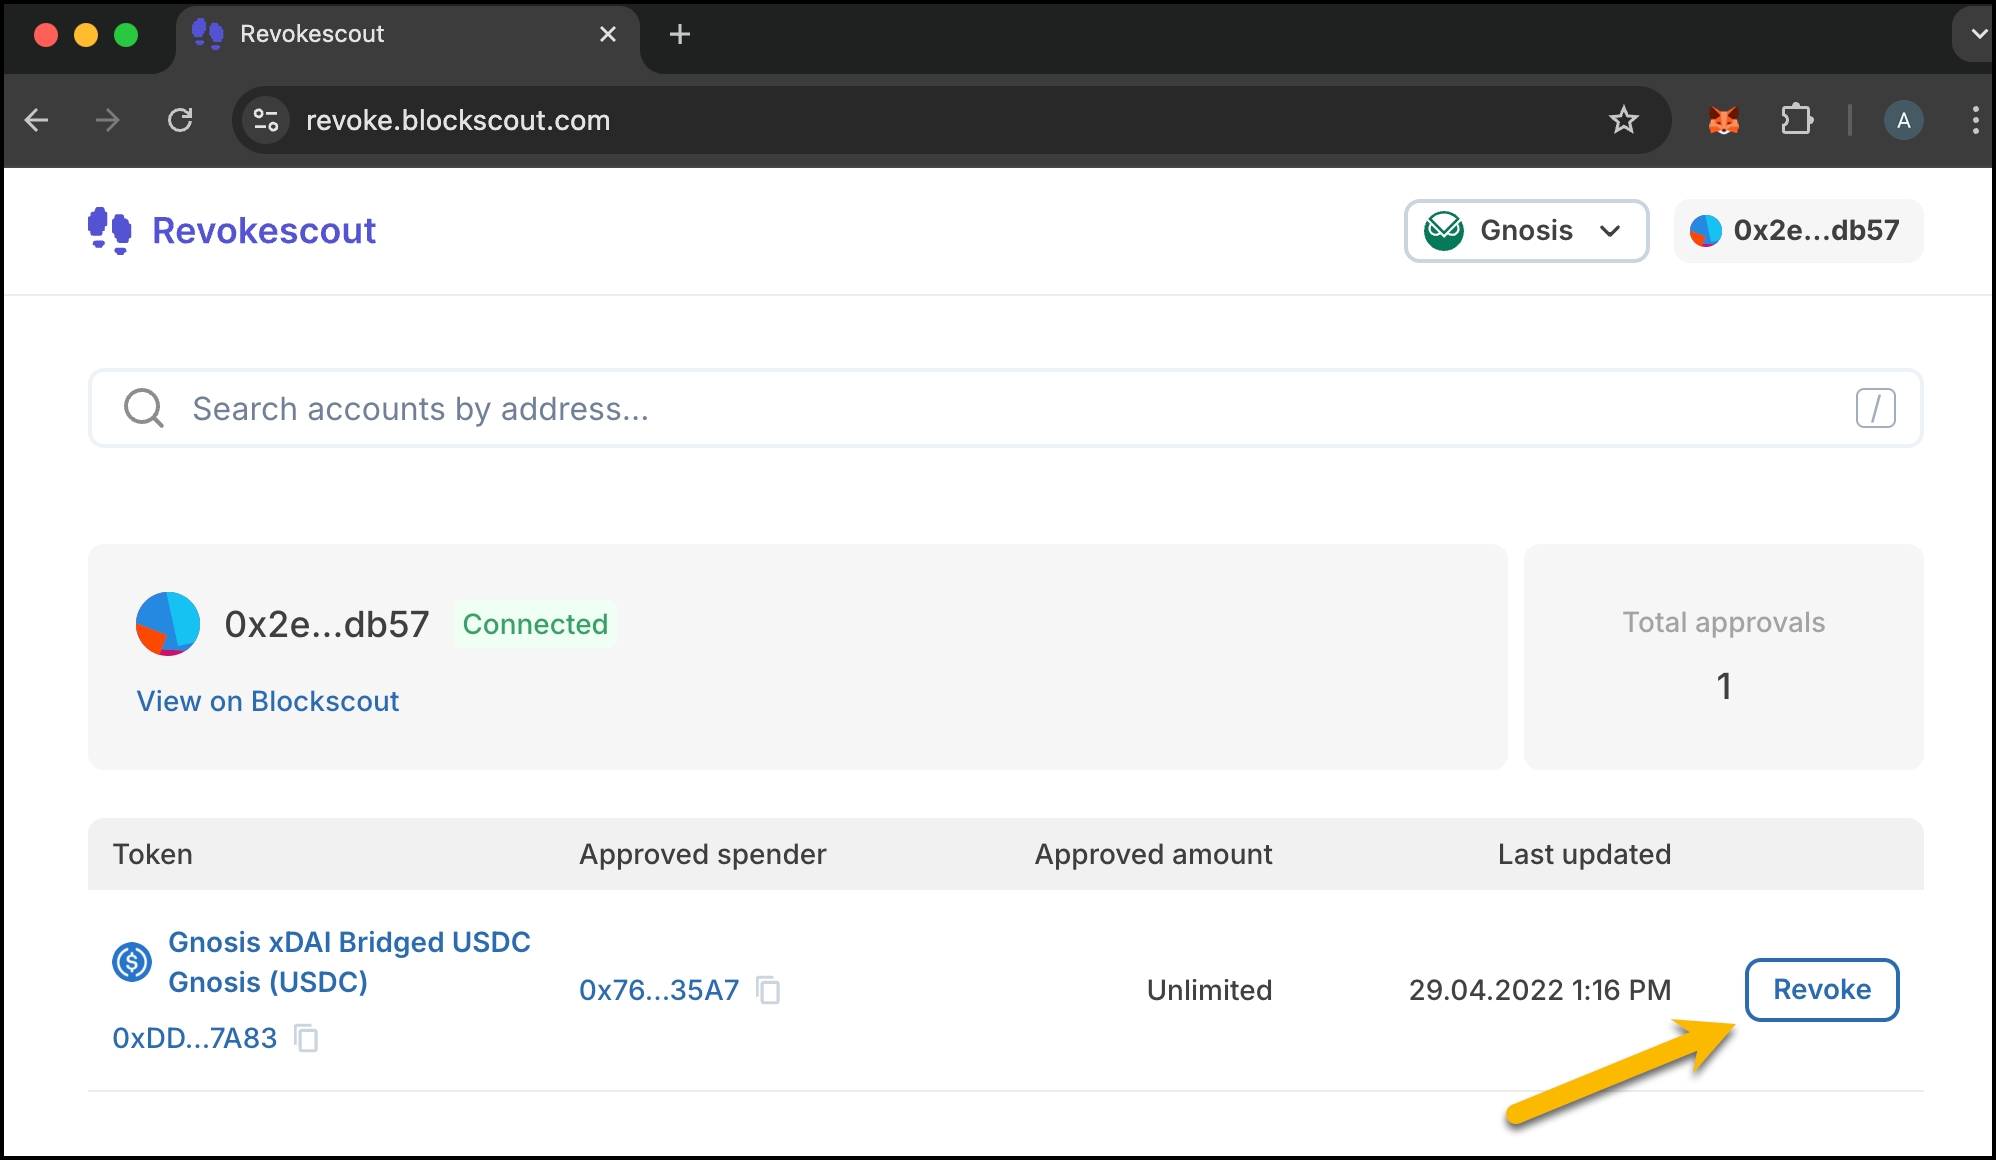 Revokescout
revoke.blockscout.com
A
Revokescout
Gnosis
0x2e...db57
Search accounts by address...
/
0x2e...db57 Connected
View on Blockscout
Total approvals
1
Token Approved spender Approved amount Last updated
Gnosis xDAI Bridged USDC
Gnosis (USDC)
0x76...35A7 Unlimited 29.04.2022 1:16 PM Revoke
0xDD...7A83